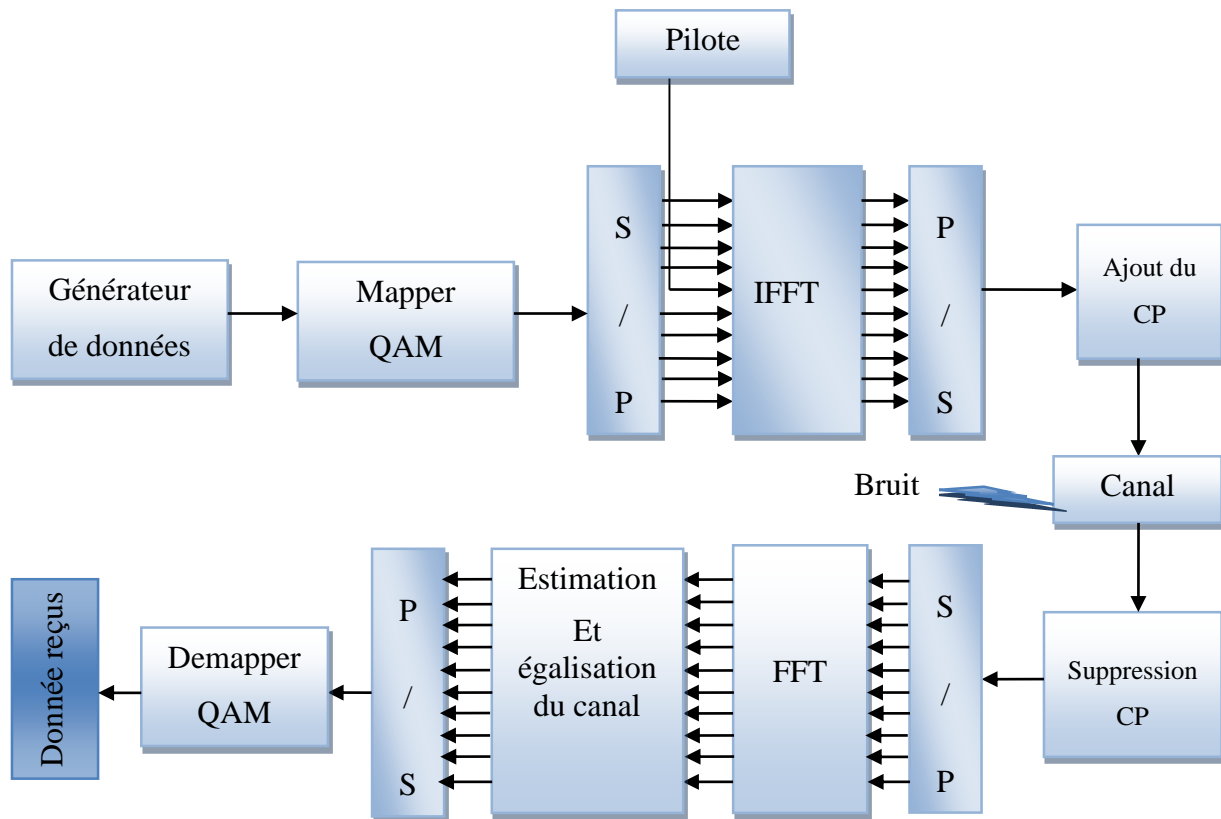 Pilote
S
/
P
IFFT
P
/
S
Générateur
de données
Mapper
QAM
Ajout du
CP
Bruit
Canal
Donnée reçus
Demapper
QAM
P
/
S
Estimation
Et
égalisation
du canal
FFT
S
/
P
Suppression
CP